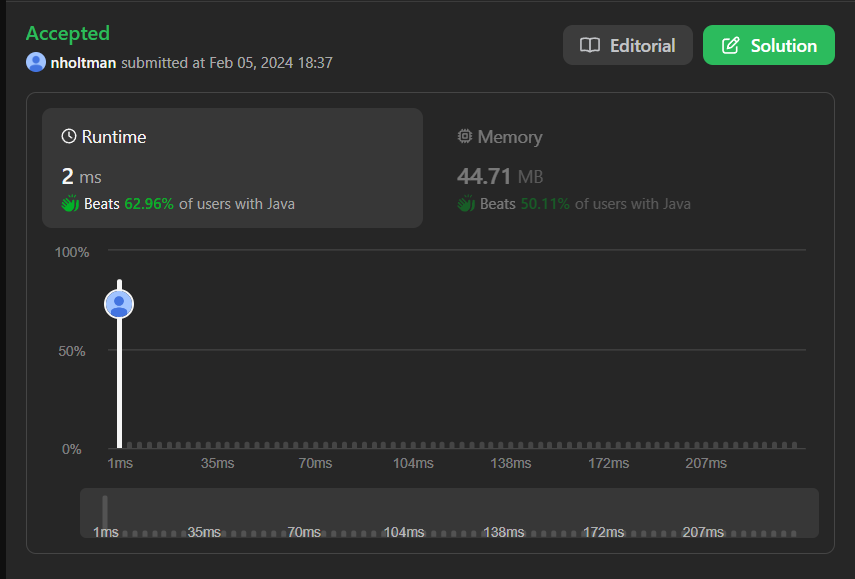 Accepted
nholtman submitted at Feb 05, 2024 18:37
Editorial
Solution
Runtime
2 ms
Beats 62.96% of users with Java
Memory
44.71 MB
Beats 50.11% of users with Java
100%
50%
0%
1ms 35ms 70ms 104ms 138ms 172ms 207ms
1ms 35ms 70ms 104ms 138ms 172ms 207ms